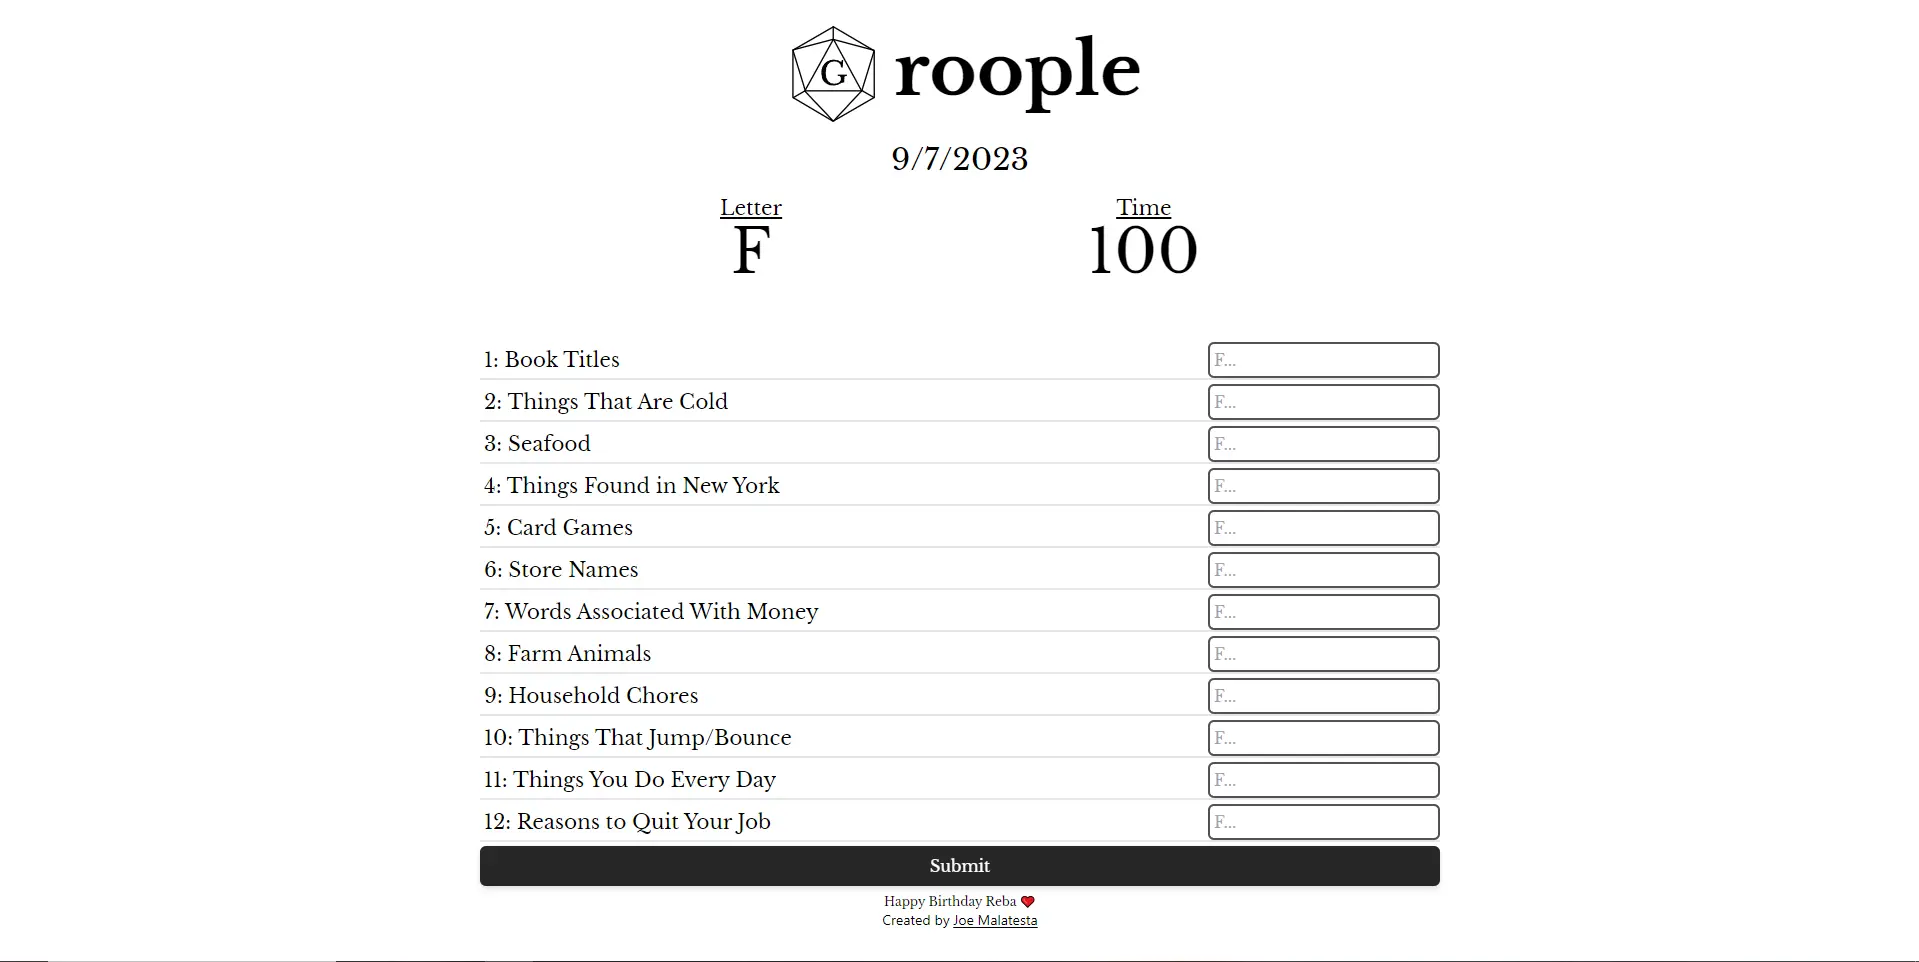 G roople
9/7/2023
Letter
F
Time
100
1: Book Titles
F...
2: Things That Are Cold
F...
3: Seafood
F...
4: Things Found in New York
F...
5: Card Games
F...
6: Store Names
F...
7: Words Associated With Money
F...
8: Farm Animals
F...
9: Household Chores
F...
10: Things That Jump/Bounce
F...
11: Things You Do Every Day
F...
12: Reasons to Quit Your Job
F...
Submit
Happy Birthday Reba ❤️
Created by Joe Malatesta